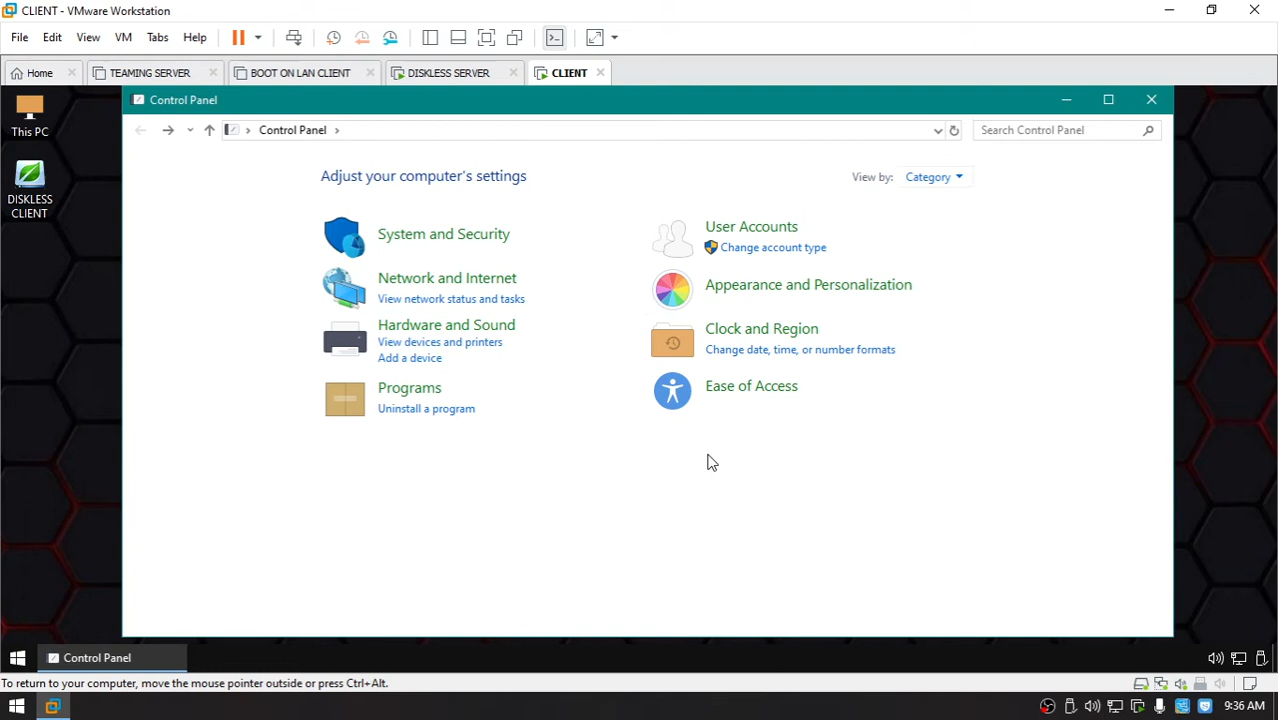 CLIENT - VMware Workstation
File Edit View VM Tabs Help
Home TEAMING SERVER BOOT ON LAN CLIENT DISKLESS SERVER CLIENT
This PC
DISKLESS
CLIENT
Control Panel
Control Panel
Search Control Panel
Adjust your computer's settings
View by: Category
System and Security
Network and Internet
View network status and tasks
Hardware and Sound
View devices and printers
Add a device
Programs
Uninstall a program
User Accounts
Change account type
Appearance and Personalization
Clock and Region
Change date, time, or number formats
Ease of Access
Control Panel
To return to your computer, move the mouse pointer outside or press Ctrl+Alt.
9:36 AM